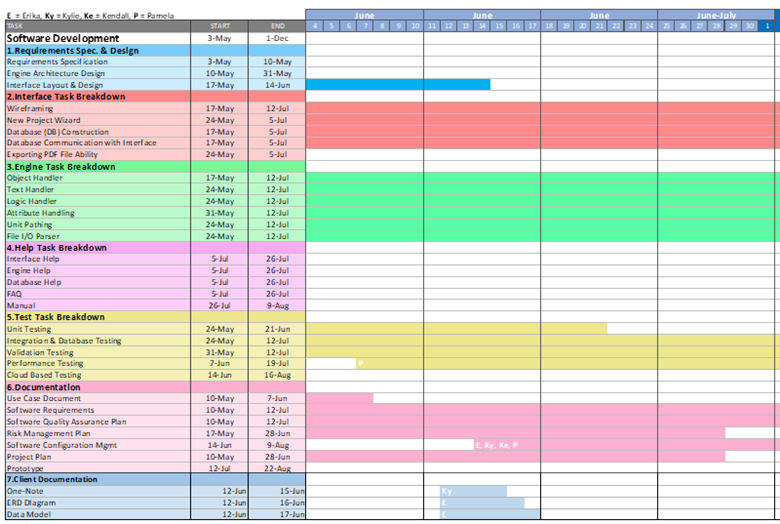 E = Erika, Ky = Kylie, Ke = Kendall, P = Pamela
June June June June-July
TASK START END 4 5 6 7 8 9 10 11 12 13 14 15 16 17 18 19 20 21 22 23 24 25 26 27 28 29 30 1
Software Development 3-May 1-Dec
1.Requirements Spec. & Design
Requirements Specification 3-May 10-May
Engine Architecture Design 10-May 31-May
Interface Layout & Design 17-May 14-Jun
2.Interface Task Breakdown
Wireframing 17-May 12-Jul
New Project Wizard 24-May 5-Jul
Database (DB) Construction 17-May 5-Jul
Database Communication with Interface 17-May 5-Jul
Exporting PDF File Ability 24-May 5-Jul
3.Engine Task Breakdown
Object Handler 17-May 12-Jul
Text Handler 24-May 12-Jul
Logic Handler 24-May 12-Jul
Attribute Handling 31-May 12-Jul
Unit Pathing 24-May 12-Jul
File I/O Parser 24-May 12-Jul
4.Help Task Breakdown
Interface Help 5-Jul 26-Jul
Engine Help 5-Jul 26-Jul
Database Help 5-Jul 26-Jul
FAQ 5-Jul 26-Jul
Manual 26-Jul 9-Aug
5.Test Task Breakdown
Unit Testing 24-May 21-Jun
Integration & Database Testing 24-May 12-Jul
Validation Testing 31-May 12-Jul
Performance Testing 7-Jun 19-Jul P
Cloud Based Testing 14-Jun 16-Aug
6.Documentation
Use Case Document 10-May 7-Jun
Software Requirements 10-May 12-Jul
Software Quality Assurance Plan 10-May 12-Jul
Risk Management Plan 17-May 28-Jun
Software Configuration Mgmt 14-Jun 9-Aug E, Ky, Ke, P
Project Plan 10-May 28-Jun
Prototype 12-Jul 22-Aug
7.Client Documentation
One-Note 12-Jun 15-Jun Ky
ERD Diagram 12-Jun 16-Jun E
Data Model 12-Jun 17-Jun E